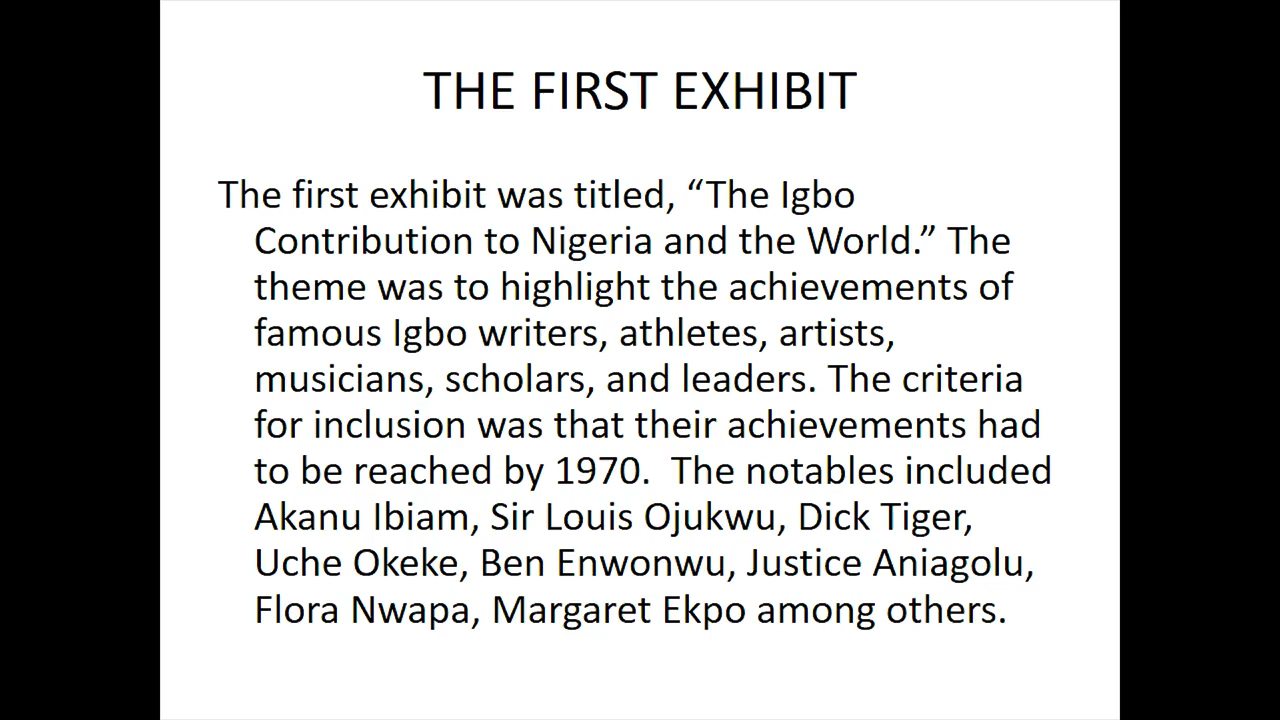 THE FIRST EXHIBIT
The first exhibit was titled, “The Igbo
Contribution to Nigeria and the World.” The
theme was to highlight the achievements of
famous Igbo writers, athletes, artists,
musicians, scholars, and leaders. The criteria
for inclusion was that their achievements had
to be reached by 1970.  The notables included
Akanu Ibiam, Sir Louis Ojukwu, Dick Tiger,
Uche Okeke, Ben Enwonwu, Justice Aniagolu,
Flora Nwapa, Margaret Ekpo among others.